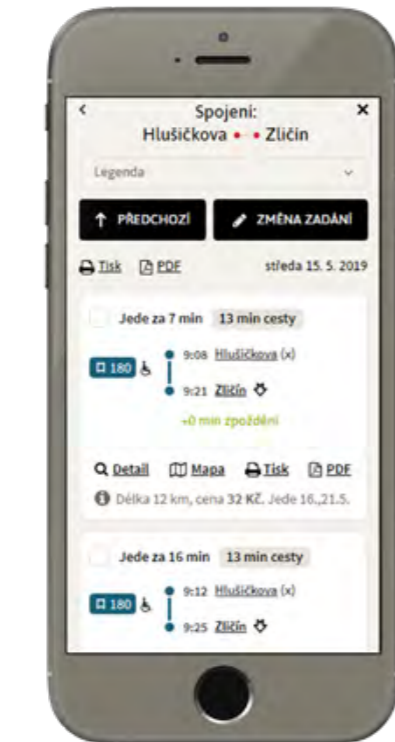 Spojení:
Hlušičkova • • Zličín
Legenda
PŘEDCHOZÍ
ZMĚNA ZADÁNÍ
Tisk PDF středa 15. 5. 2019
Jede za 7 min 13 min cesty
180 9:08 Hlušičkova (x)
9:21 Zličín
+0 min zpoždění
Detail Mapa Tisk PDF
Délka 12 km, cena 32 Kč. Jede 16.,21.5.
Jede za 16 min 13 min cesty
180 9:12 Hlušičkova (x)
9:25 Zličín